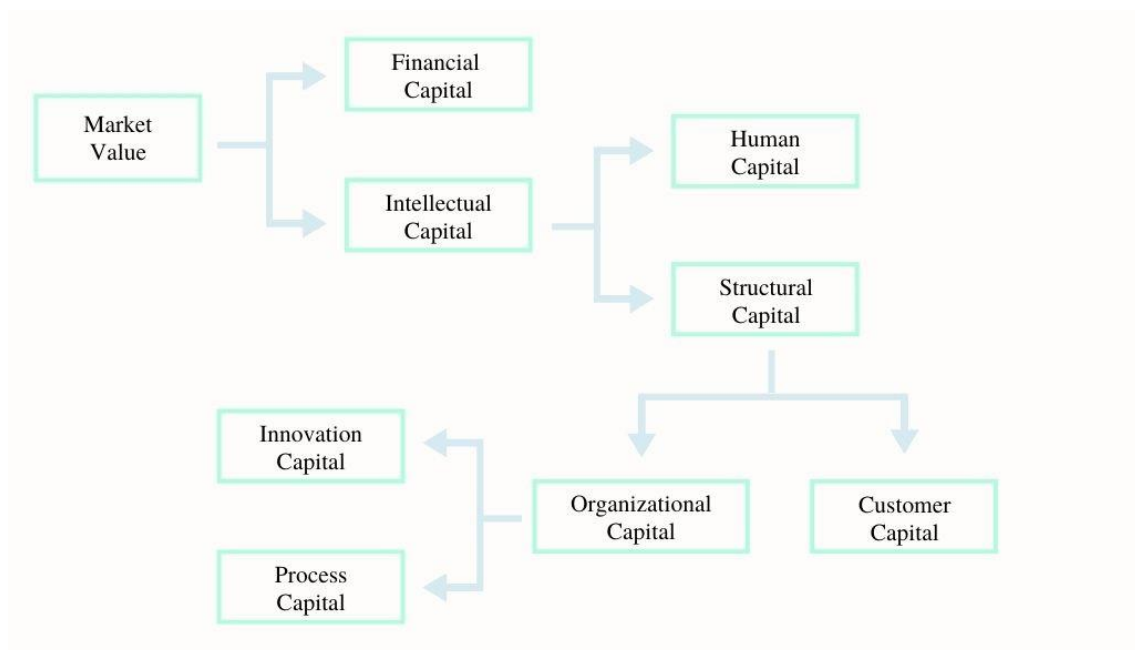 Market
Value
Financial
Capital
Intellectual
Capital
Human
Capital
Structural
Capital
Organizational
Capital
Customer
Capital
Innovation
Capital
Process
Capital